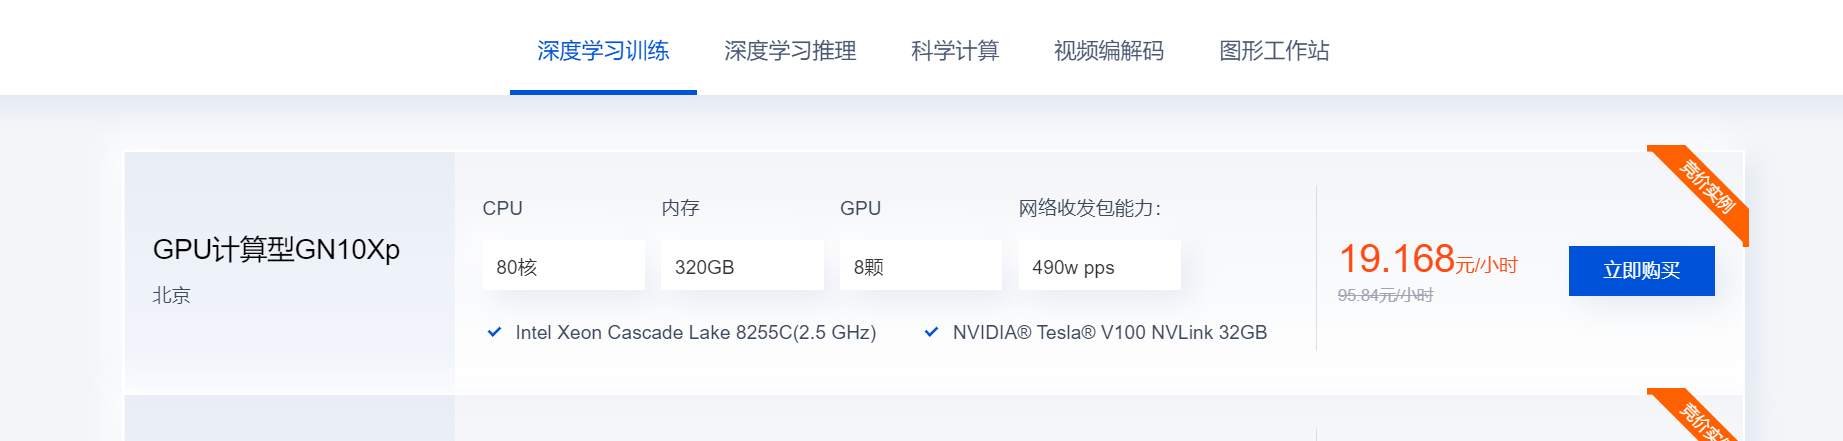 深度学习训练 深度学习推理 科学计算 视频编解码 图形工作站
竞价实例
CPU 内存 GPU 网络收发包能力：
GPU计算型GN10Xp
北京
80核 320GB 8颗 490w pps
19.168元/小时
95.84元/小时
立即购买
Intel Xeon Cascade Lake 8255C(2.5 GHz) NVIDIA® Tesla® V100 NVLink 32GB
竞价实